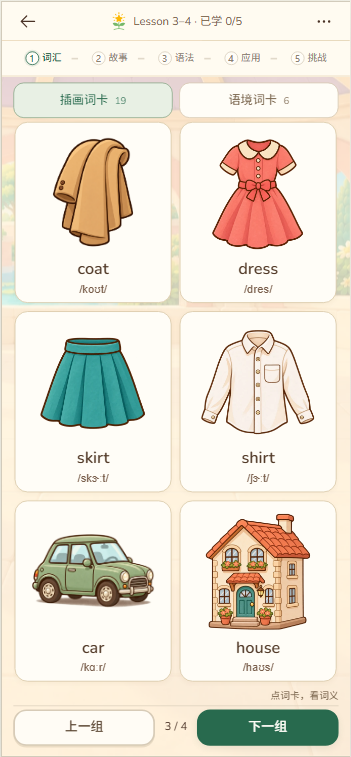 Lesson 3–4 · 已学 0/5
1 词汇 – 2 故事 – 3 语法 – 4 应用 – 5 挑战
插画词卡 19 语境词卡 6
coat dress
/koʊt/ /dres/
skirt shirt
/skɝːt/ /ʃɝːt/
car house
/kɑːr/ /haʊs/
点词卡，看词义
上一组 3 / 4 下一组